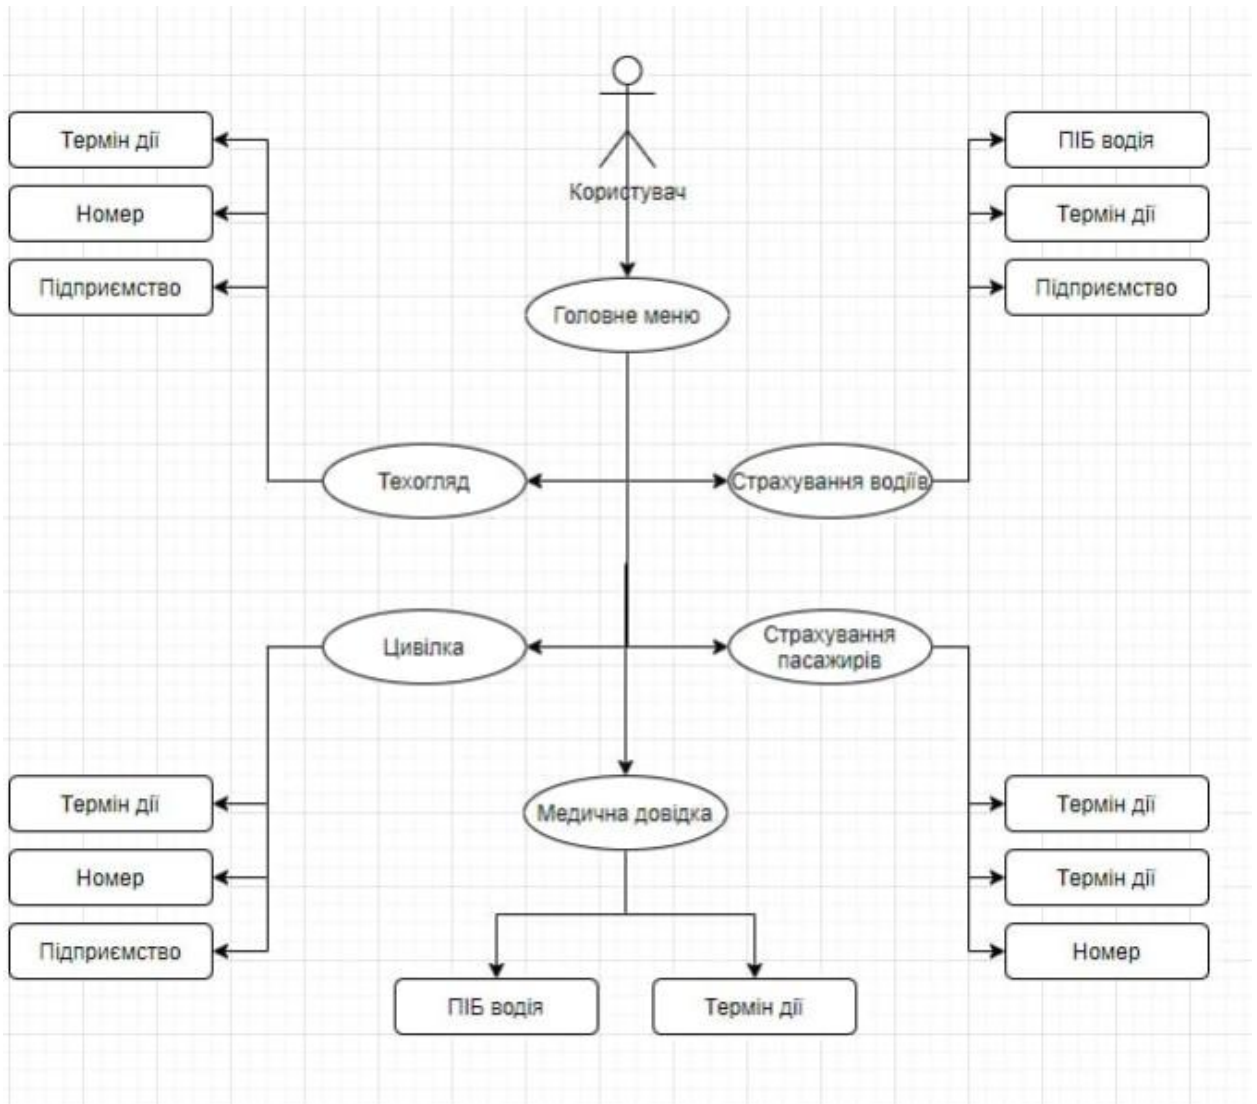 Термін дії
Номер
Підприємство
Користувач
ПІБ водія
Термін дії
Підприємство
Головне меню
Техогляд
Страхування водіїв
Цивілка
Страхування
пасажирів
Термін дії
Номер
Підприємство
Медична довідка
Термін дії
Термін дії
Номер
ПІБ водія
Термін дії